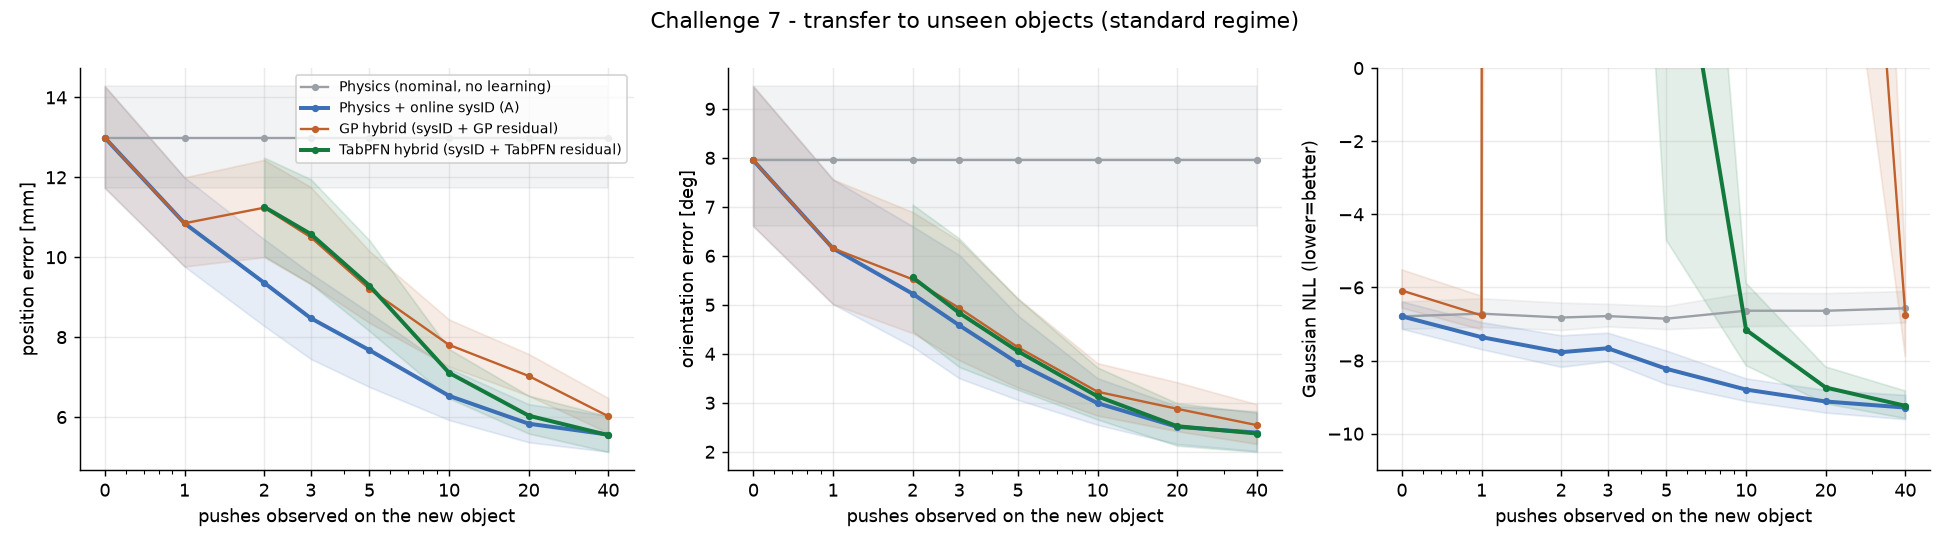 Challenge 7 - transfer to unseen objects (standard regime)
position error [mm]
14
12
10
8
6
Physics (nominal, no learning)
Physics + online sysID (A)
GP hybrid (sysID + GP residual)
TabPFN hybrid (sysID + TabPFN residual)
0 1 2 3 5 10 20 40
pushes observed on the new object
orientation error [deg]
9
8
7
6
5
4
3
2
0 1 2 3 5 10 20 40
pushes observed on the new object
Gaussian NLL (lower=better)
0
−2
−4
−6
−8
−10
0 1 2 3 5 10 20 40
pushes observed on the new object